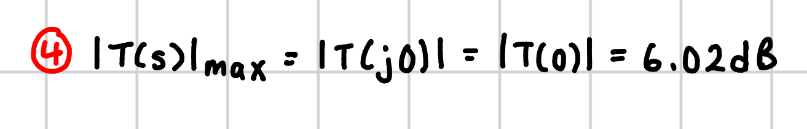 ④ |T(s)|max = |T(j0)| = |T(0)| = 6.02dB